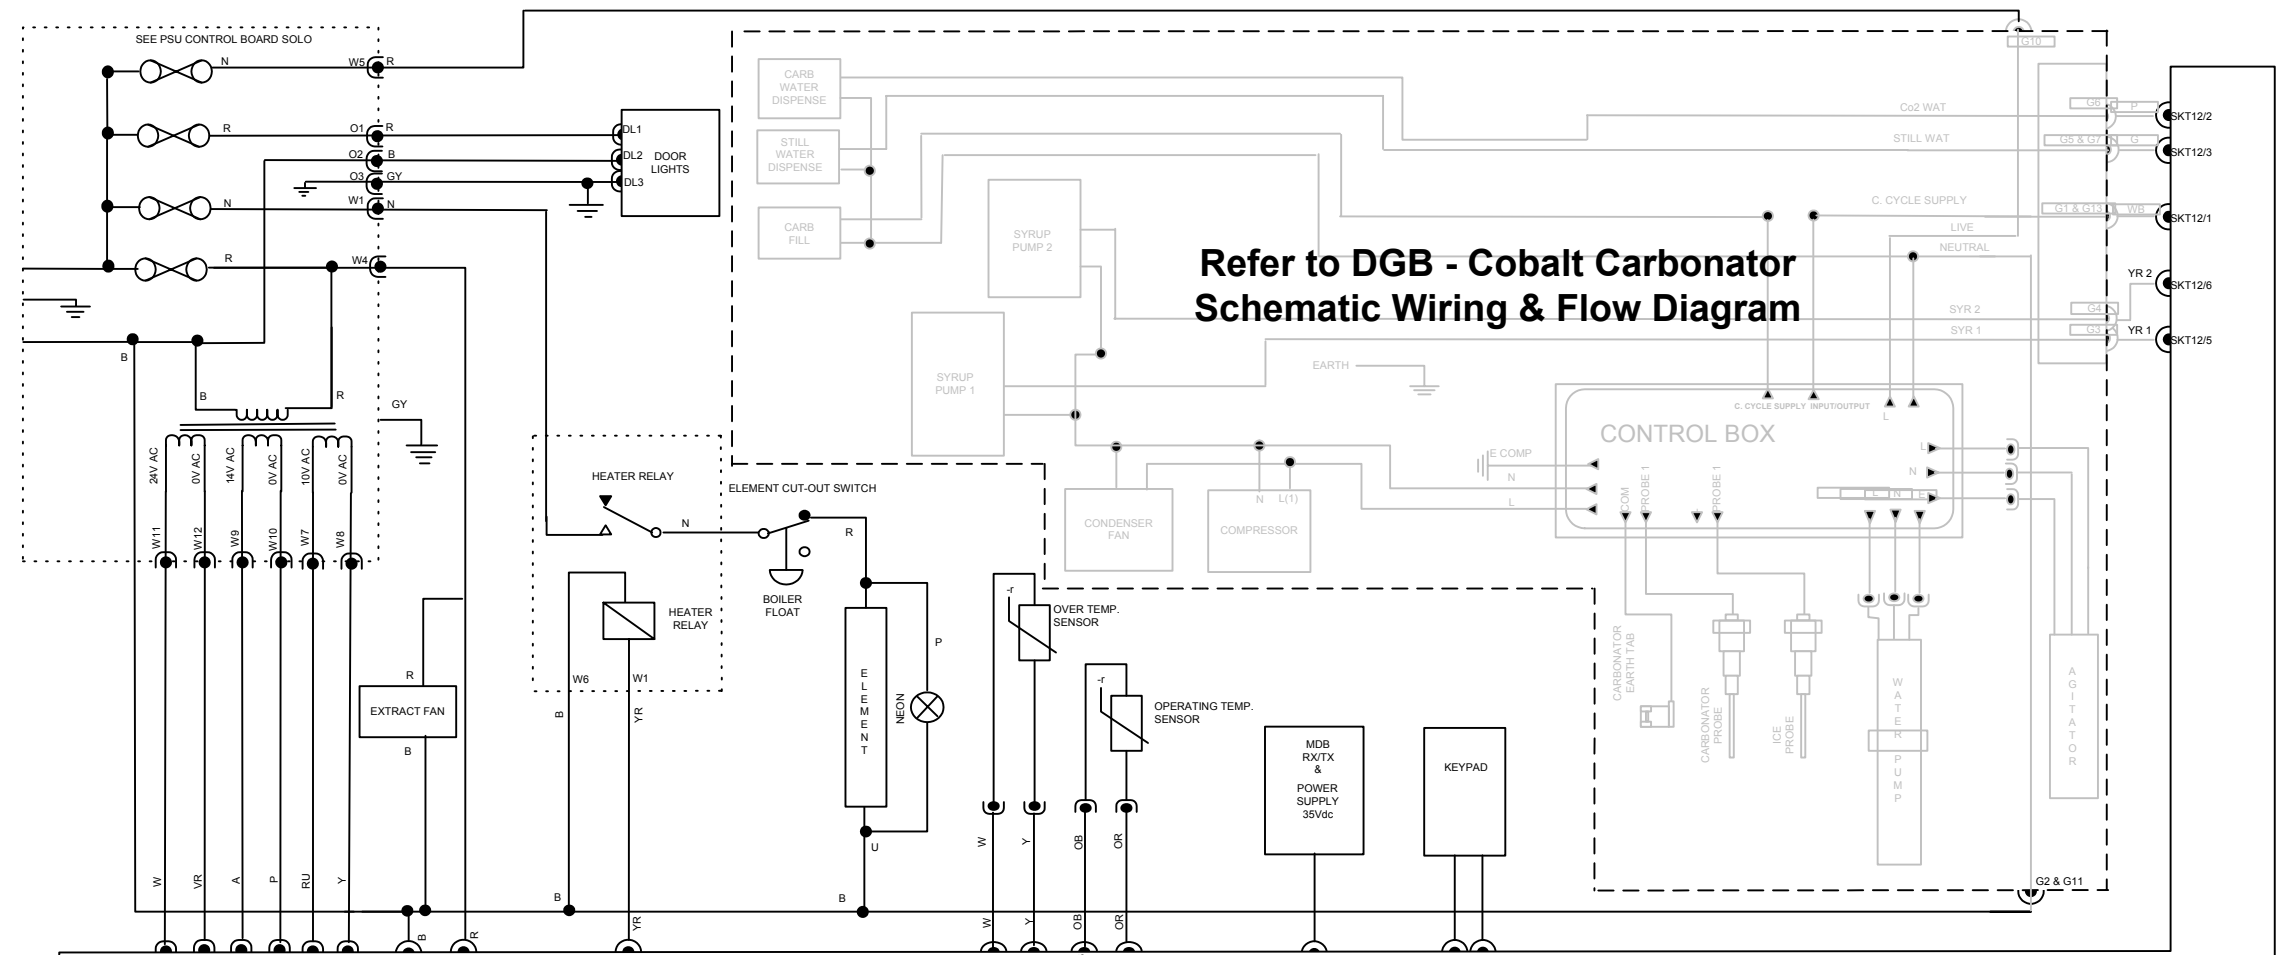 SEE PSU CONTROL BOARD SOLO
N
W5
R
R
O1
R
O2
B
O3
GY
N
W1
N
R
W4
B
B
R
GY
DL1
DL2
DL3
DOOR
LIGHTS
24V AC
0V AC
14V AC
0V AC
10V AC
0V AC
W11
W12
W9
W10
W7
W8
W
VR
A
P
RU
Y
B
R
R
EXTRACT FAN
B
HEATER RELAY
N
HEATER
RELAY
W6
W1
B
YR
B
YR
ELEMENT CUT-OUT SWITCH
R
BOILER
FLOAT
ELEMENT
NEON
P
U
B
-r
OVER TEMP.
SENSOR
W
Y
W
Y
-r
OPERATING TEMP.
SENSOR
OB
OR
OB
OR
MDB
RX/TX
&
POWER
SUPPLY
35Vdc
KEYPAD
CARB
WATER
DISPENSE
STILL
WATER
DISPENSE
CARB
FILL
SYRUP
PUMP 2
SYRUP
PUMP 1
Refer to DGB - Cobalt Carbonator
Schematic Wiring & Flow Diagram
G10
Co2 WAT
STILL WAT
C. CYCLE SUPPLY
LIVE
NEUTRAL
SYR 2
SYR 1
EARTH
G6
P
G5 & G7
G
G1 & G13
WB
G4
G3
SKT12/2
SKT12/3
SKT12/1
YR 2
SKT12/6
YR 1
SKT12/5
C. CYCLE SUPPLY INPUT/OUTPUT
L
CONTROL BOX
E COMP
N
L
COM
PROBE 1
PROBE 1
L
N
E
L
N
E
CONDENSER
FAN
N
L(1)
COMPRESSOR
CARBONATOR
EARTH TAB
CARBONATOR
PROBE
ICE
PROBE
WATER PUMP
AGITATOR
G2 & G11